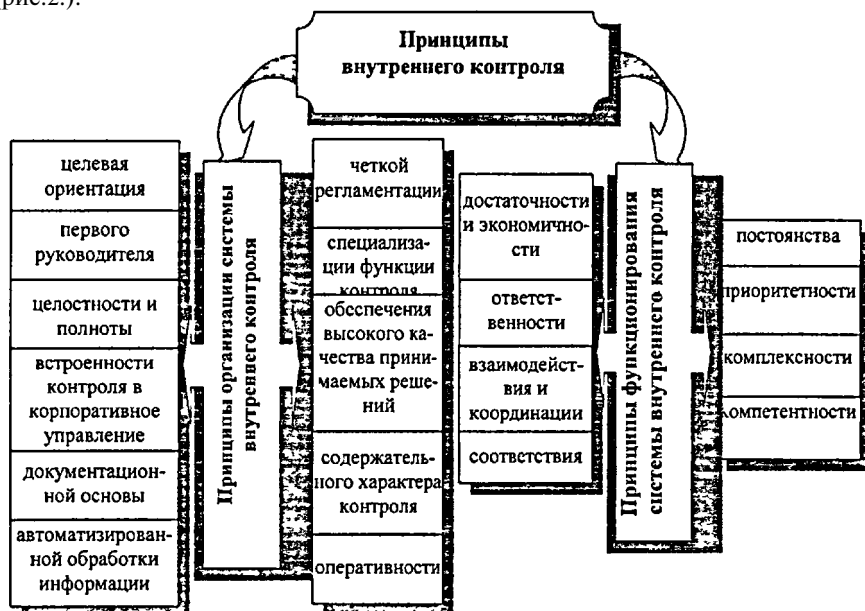 рис.2.).
Принципы
внутреннего контроля
целевая
ориентация
первого
руководителя
целостности и
полноты
встроенности
контроля в
корпоративное
управление
документацион-
ной основы
автоматизирован-
ной обработки
информации
Принципы организации системы
внутреннего контроля
четкой
регламентации
специализа-
ции функции
контроля
обеспечения
высокого ка-
чества прини-
маемых реше-
ний
содержатель-
ного характера
контроля
оперативности
достаточности
и экономично-
сти
ответст-
венности
взаимодейст-
вия и
координации
соответствия
Принципы функционирования
системы внутреннего контроля
постоянства
приоритетности
комплексности
компетентности